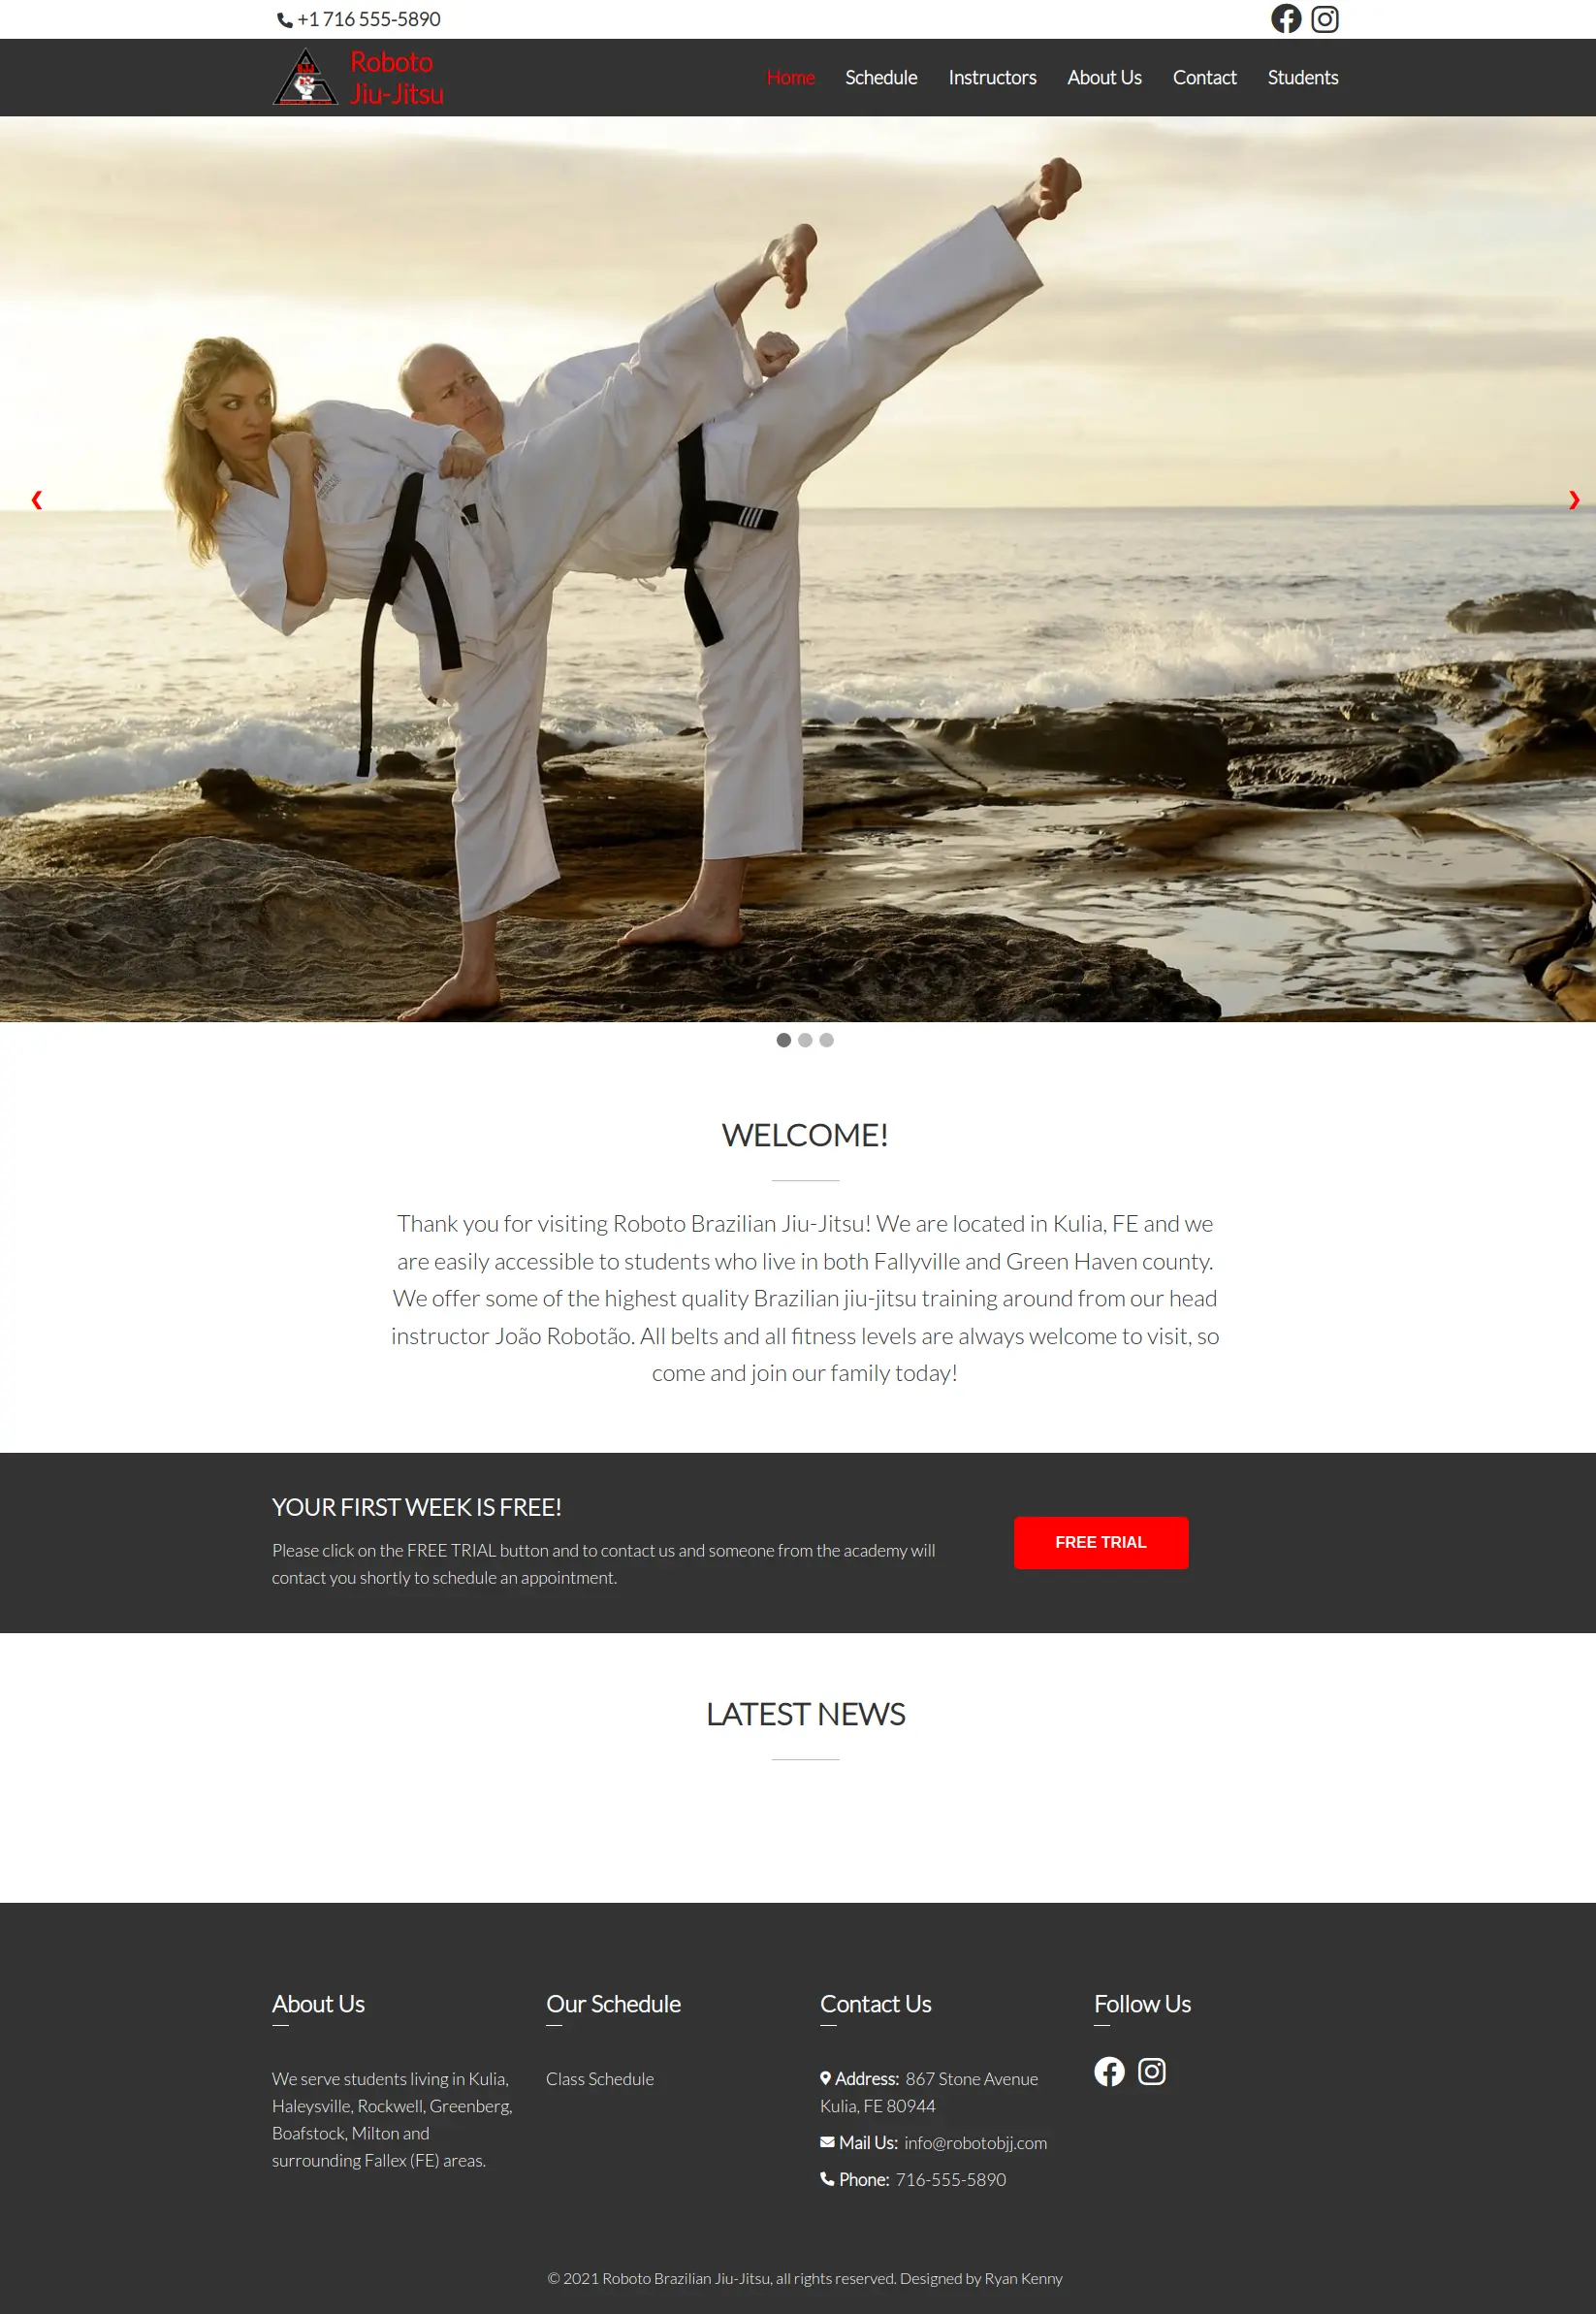 +1 716 555-5890
Roboto
Jiu-Jitsu
Home Schedule Instructors About Us Contact Students
❮ ❯
WELCOME!
Thank you for visiting Roboto Brazilian Jiu-Jitsu! We are located in Kulia, FE and we
are easily accessible to students who live in both Fallyville and Green Haven county.
We offer some of the highest quality Brazilian jiu-jitsu training around from our head
instructor João Robotão. All belts and all fitness levels are always welcome to visit, so
come and join our family today!
YOUR FIRST WEEK IS FREE!
Please click on the FREE TRIAL button and to contact us and someone from the academy will
contact you shortly to schedule an appointment.
FREE TRIAL
LATEST NEWS
About Us
We serve students living in Kulia,
Haleysville, Rockwell, Greenberg,
Boafstock, Milton and
surrounding Fallex (FE) areas.
Our Schedule
Class Schedule
Contact Us
Address: 867 Stone Avenue
Kulia, FE 80944
Mail Us: info@robotobjj.com
Phone: 716-555-5890
Follow Us
© 2021 Roboto Brazilian Jiu-Jitsu, all rights reserved. Designed by Ryan Kenny